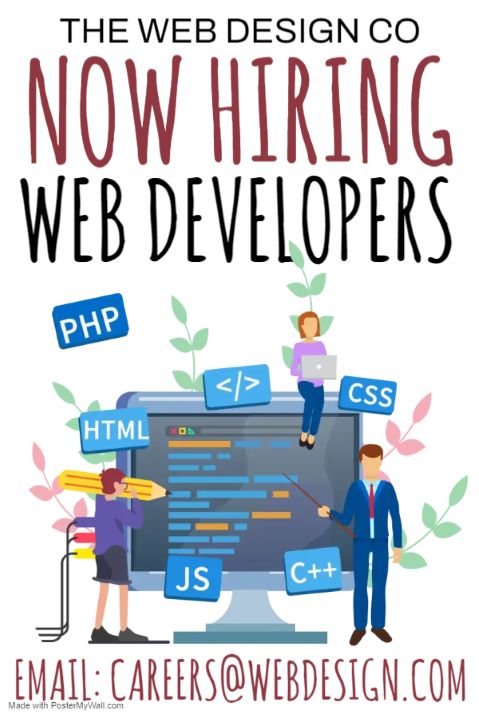 THE WEB DESIGN CO
NOW HIRING
WEB DEVELOPERS
PHP
</>
CSS
HTML
JS
C++
EMAIL: CAREERS@WEBDESIGN.COM
Made with PosterMyWall.com